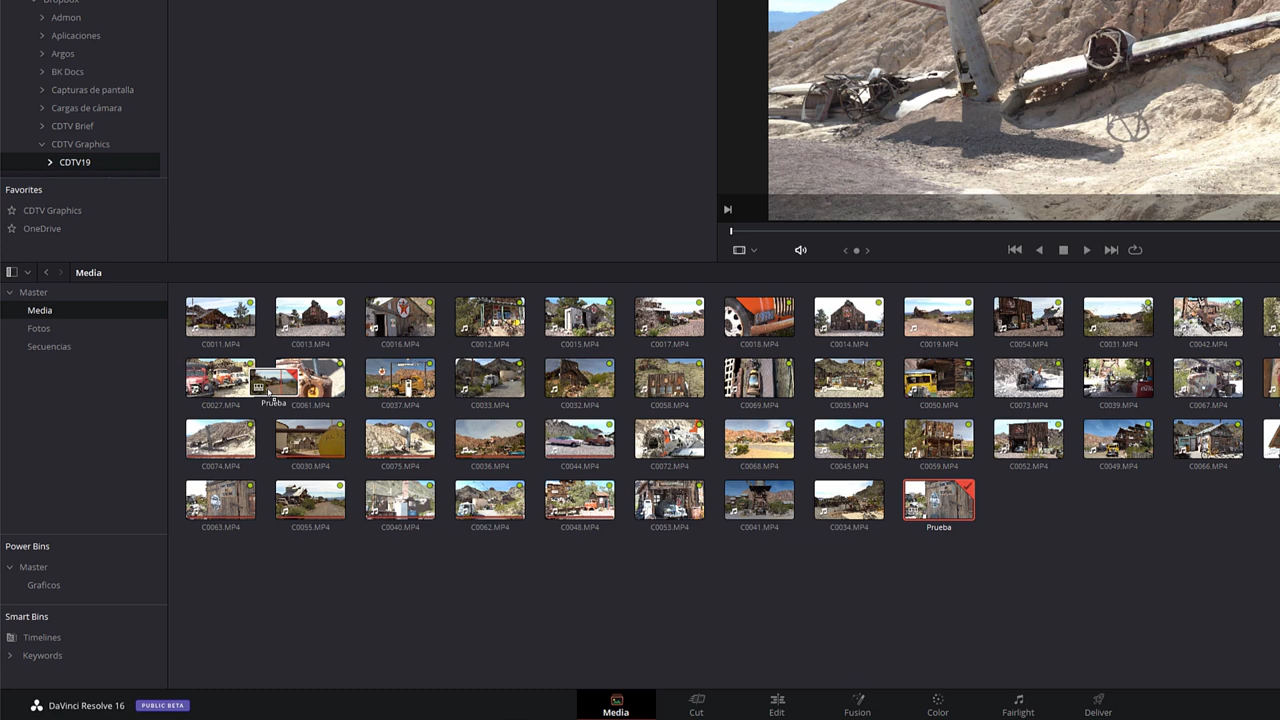 Dropbox
Admon
Aplicaciones
Argos
BK Docs
Capturas de pantalla
Cargas de cámara
CDTV Brief
CDTV Graphics
CDTV19
Favorites
CDTV Graphics
OneDrive
Media
Master
Media
Fotos
Secuencias
C0011.MP4 C0013.MP4 C0016.MP4 C0012.MP4 C0015.MP4 C0017.MP4 C0018.MP4 C0014.MP4 C0019.MP4 C0054.MP4 C0031.MP4 C0042.MP4
Prueba
C0027.MP4 C0061.MP4 C0037.MP4 C0033.MP4 C0032.MP4 C0058.MP4 C0069.MP4 C0035.MP4 C0050.MP4 C0073.MP4 C0039.MP4 C0067.MP4
C0074.MP4 C0030.MP4 C0075.MP4 C0036.MP4 C0044.MP4 C0072.MP4 C0068.MP4 C0045.MP4 C0059.MP4 C0052.MP4 C0049.MP4 C0066.MP4
C0063.MP4 C0055.MP4 C0040.MP4 C0062.MP4 C0048.MP4 C0053.MP4 C0041.MP4 C0034.MP4 Prueba
Power Bins
Master
Graficos
Smart Bins
Timelines
Keywords
DaVinci Resolve 16 PUBLIC BETA
Media Cut Edit Fusion Color Fairlight Deliver